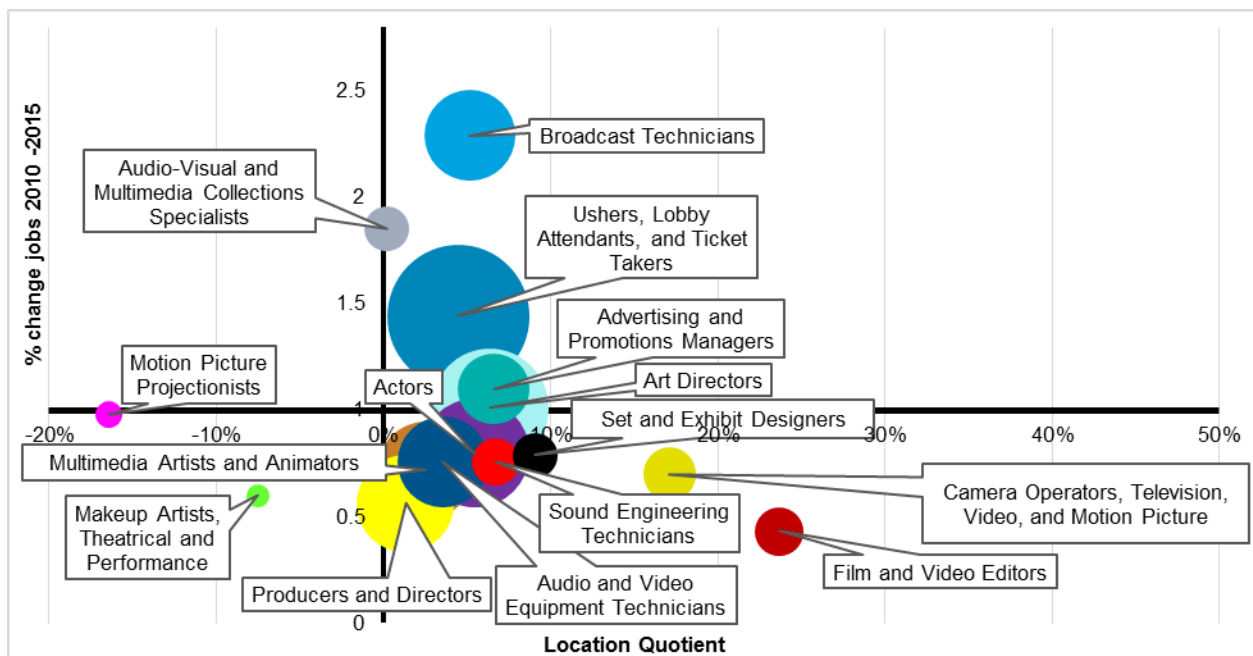 % change jobs 2010 -2015
2.5
2
1.5
1
0.5
0
-20%
-10%
0%
10%
20%
30%
40%
50%
Location Quotient
Broadcast Technicians
Audio-Visual and
Multimedia Collections
Specialists
Ushers, Lobby
Attendants, and Ticket
Takers
Advertising and
Promotions Managers
Motion Picture
Projectionists
Actors
Art Directors
Set and Exhibit Designers
Multimedia Artists and Animators
Camera Operators, Television,
Video, and Motion Picture
Makeup Artists,
Theatrical and
Performance
Sound Engineering
Technicians
Film and Video Editors
Producers and Directors
Audio and Video
Equipment Technicians